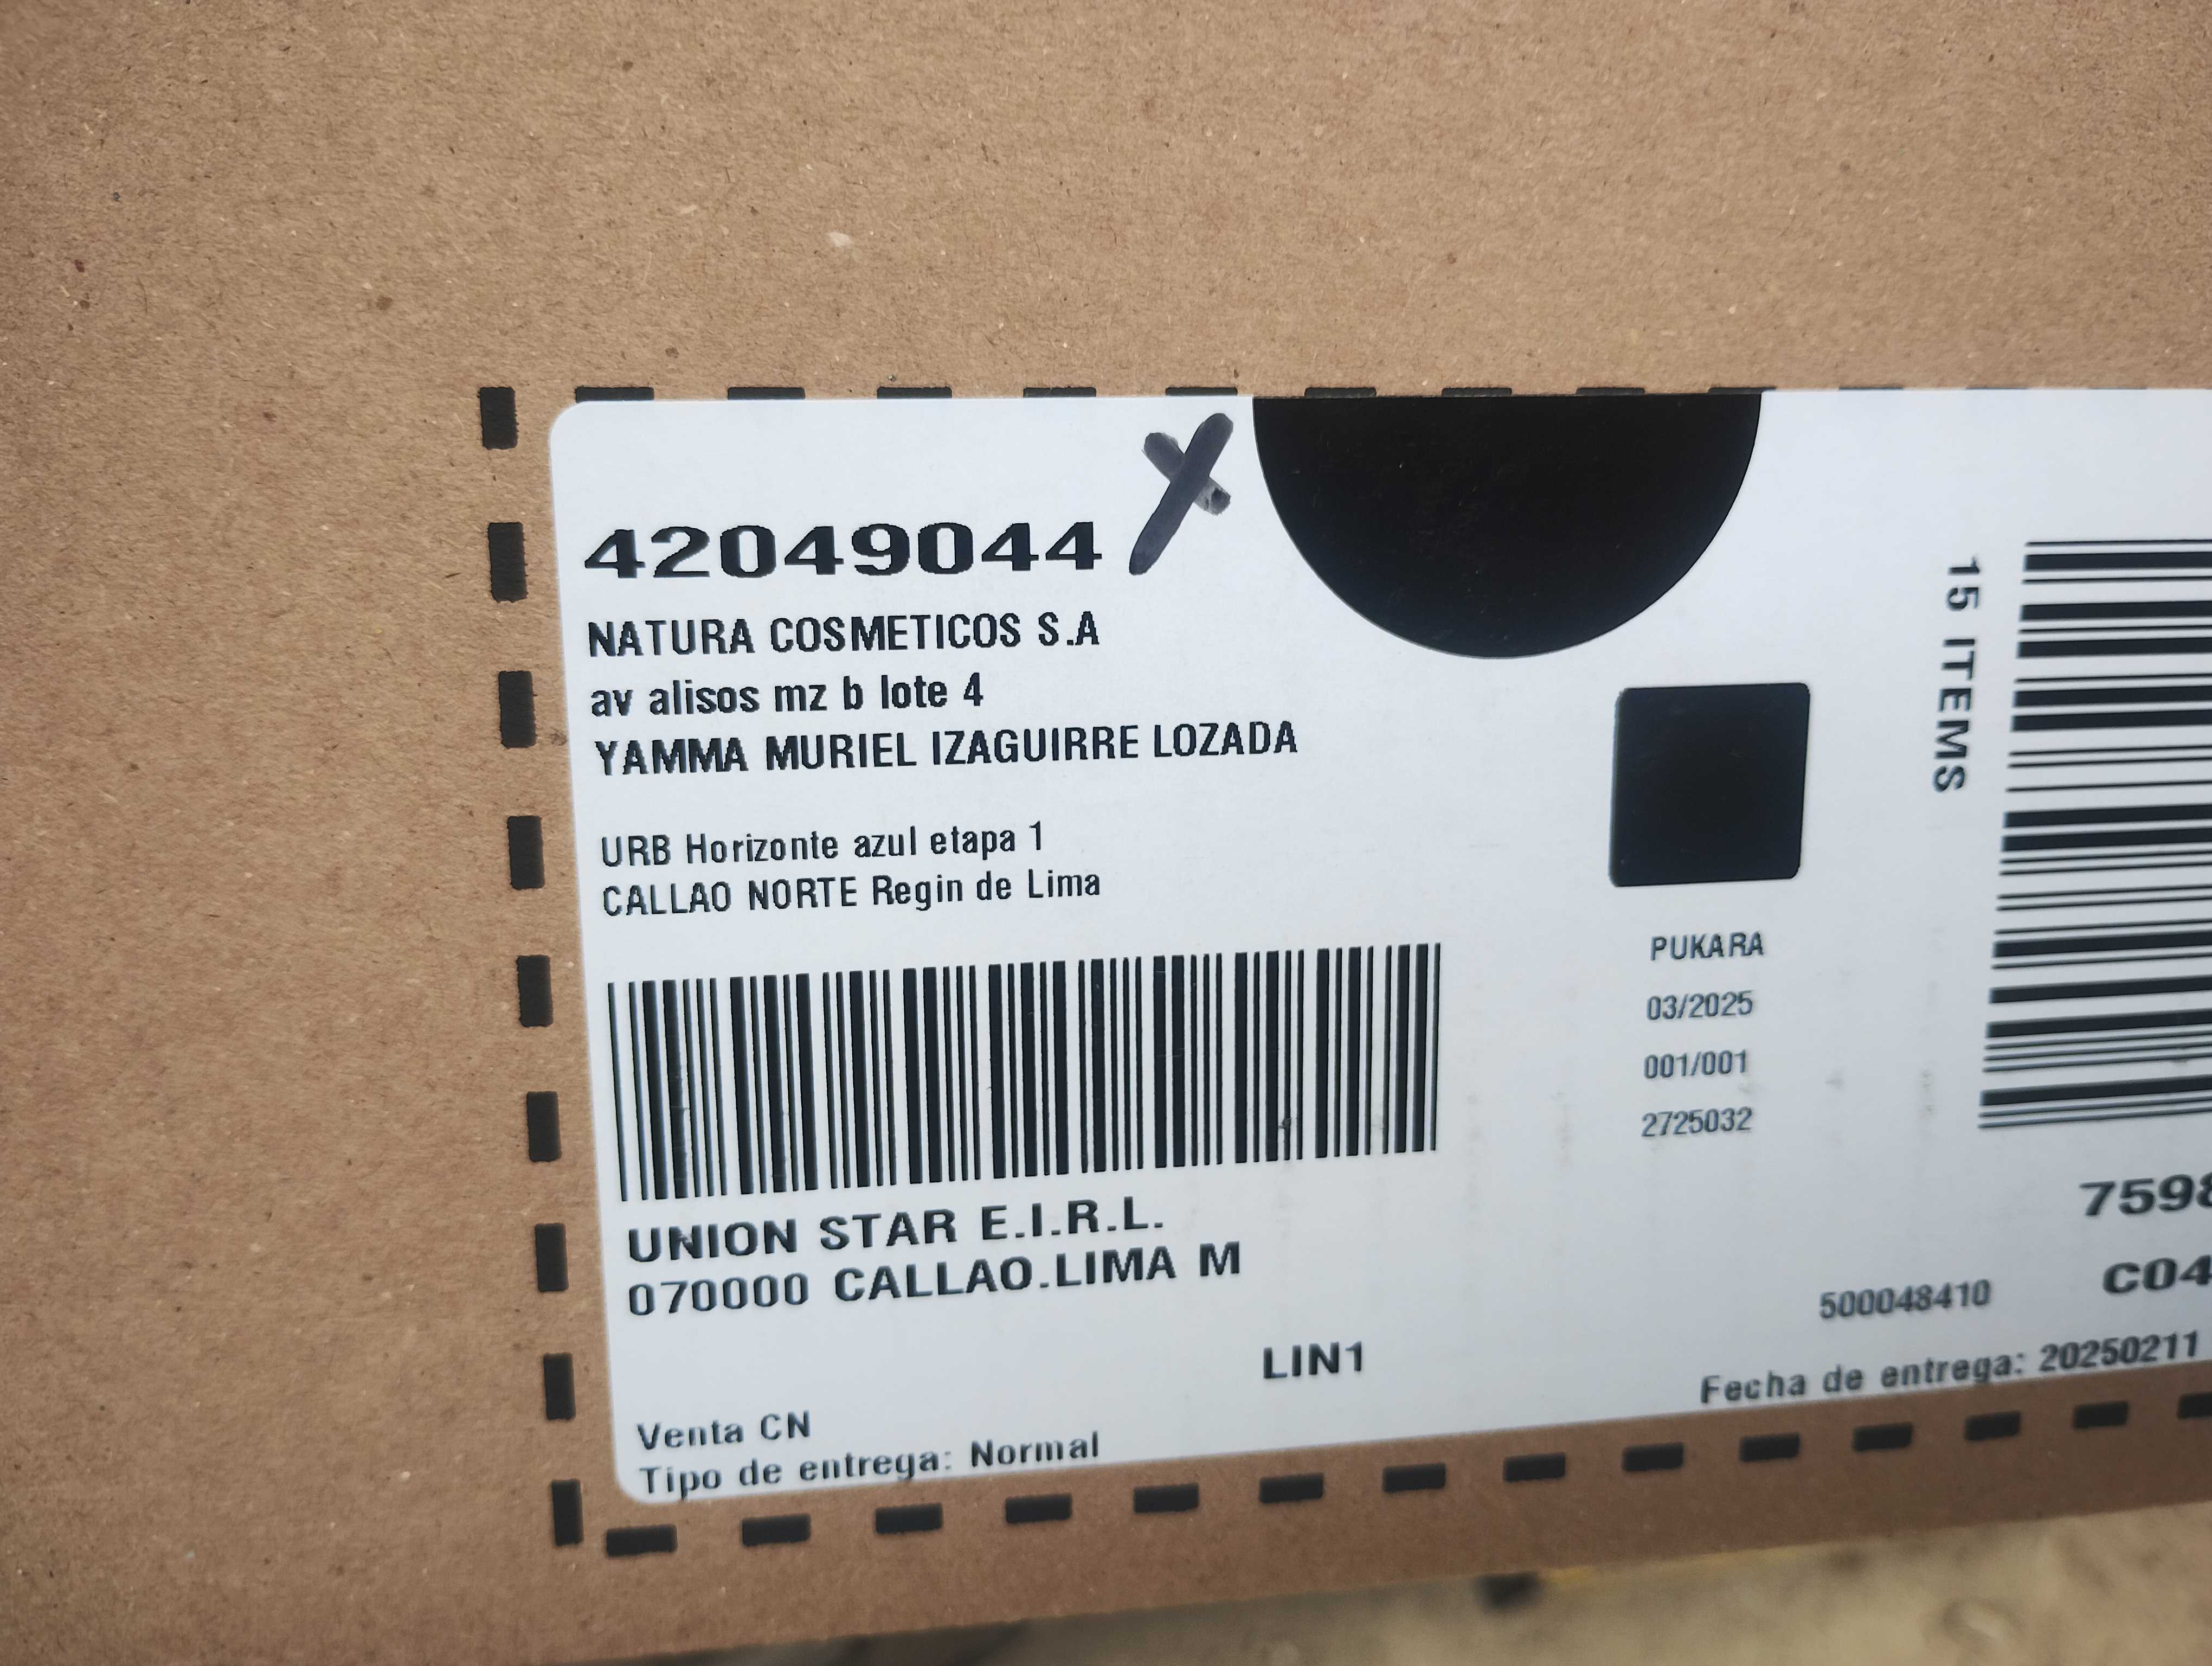 42049044 X
NATURA COSMETICOS S.A
av alisos mz b lote 4
YAMMA MURIEL IZAGUIRRE LOZADA
URB Horizonte azul etapa 1
CALLAO NORTE Regin de Lima
UNION STAR E.I.R.L.
070000 CALLAO.LIMA M
LIN1
Venta CN
Tipo de entrega: Normal
PUKARA
03/2025
001/001
2725032
15 ITEMS
500048410
Fecha de entrega: 20250211